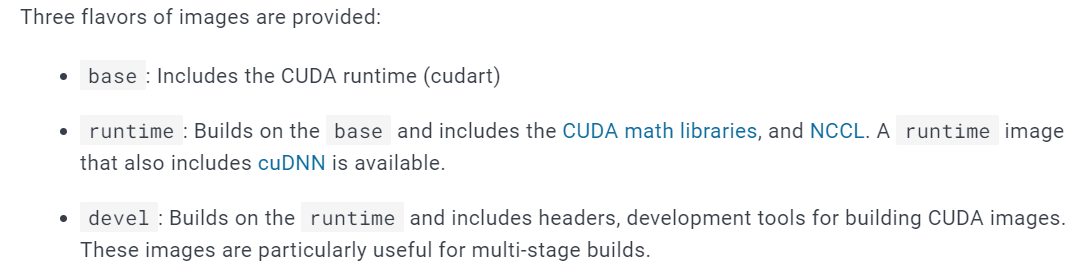 Three flavors of images are provided:
• base : Includes the CUDA runtime (cudart)
• runtime : Builds on the base and includes the CUDA math libraries, and NCCL. A runtime image
that also includes cuDNN is available.
• devel : Builds on the runtime and includes headers, development tools for building CUDA images.
These images are particularly useful for multi-stage builds.